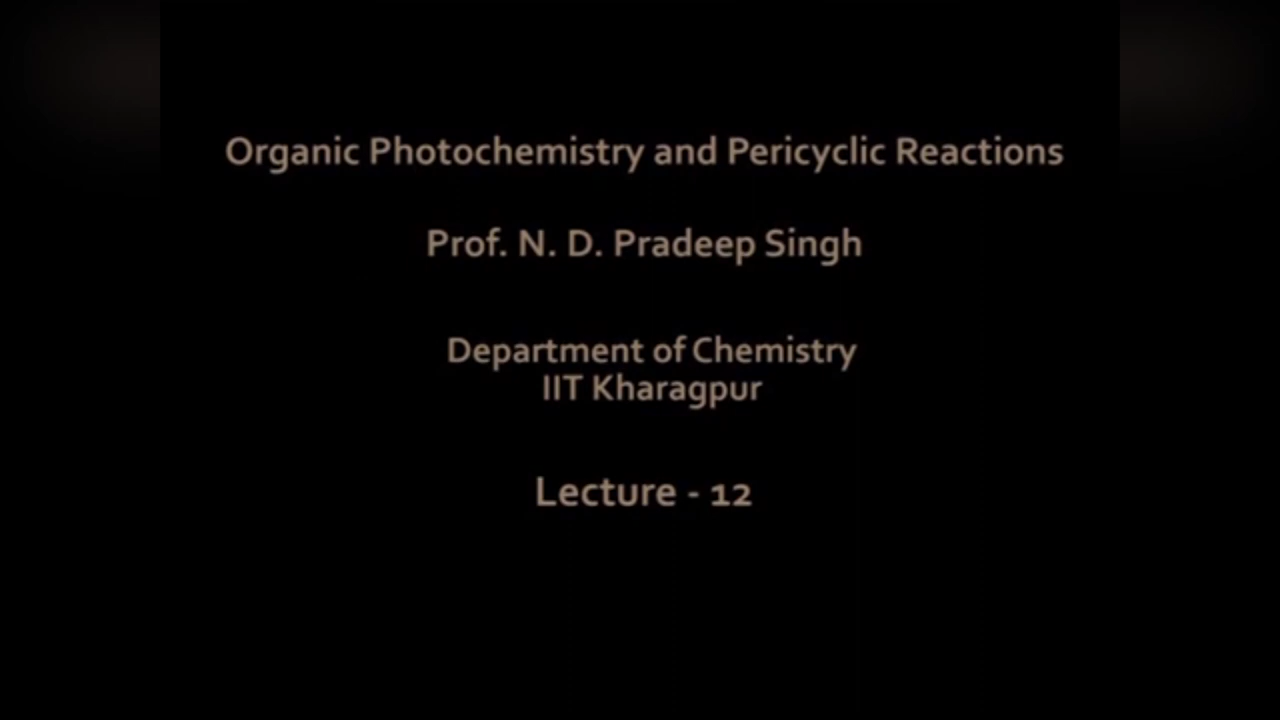 Organic Photochemistry and Pericyclic Reactions
Prof. N. D. Pradeep Singh
Department of Chemistry
IIT Kharagpur
Lecture - 12